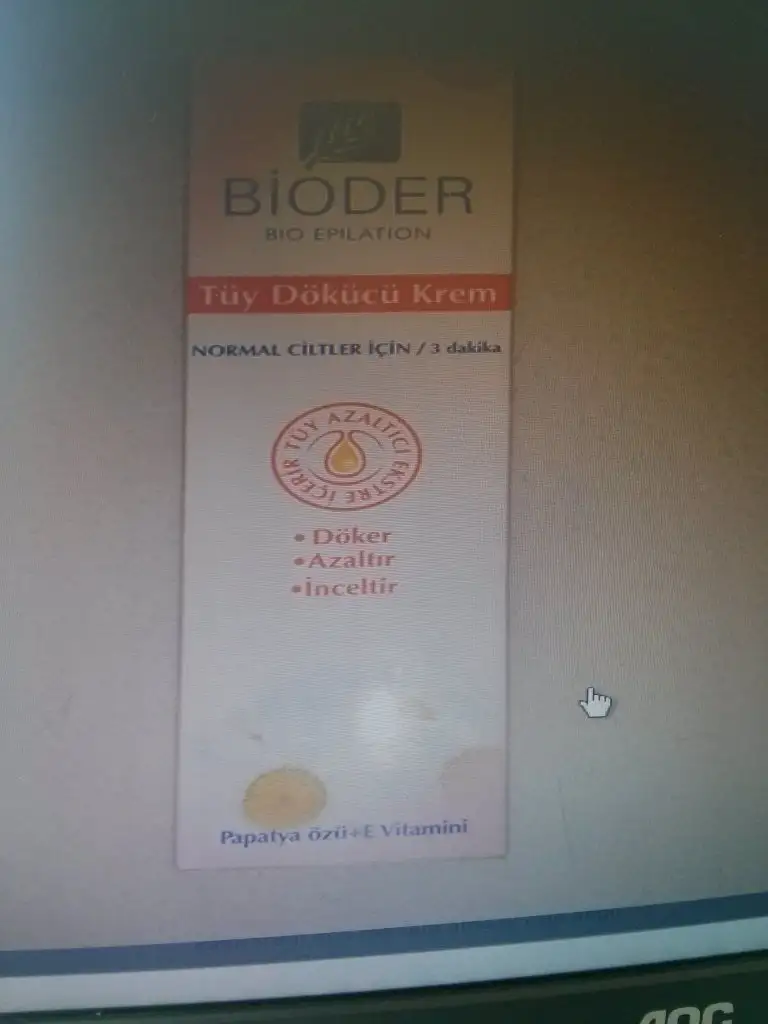 BİODER
BIO EPILATION
Tüy Dökücü Krem
NORMAL CİLTLER İÇİN / 3 dakika
TÜY AZALTICI EKSTRE İÇERİR
• Döker
• Azaltır
• İnceltir
Papatya özü+E Vitamini
AOC